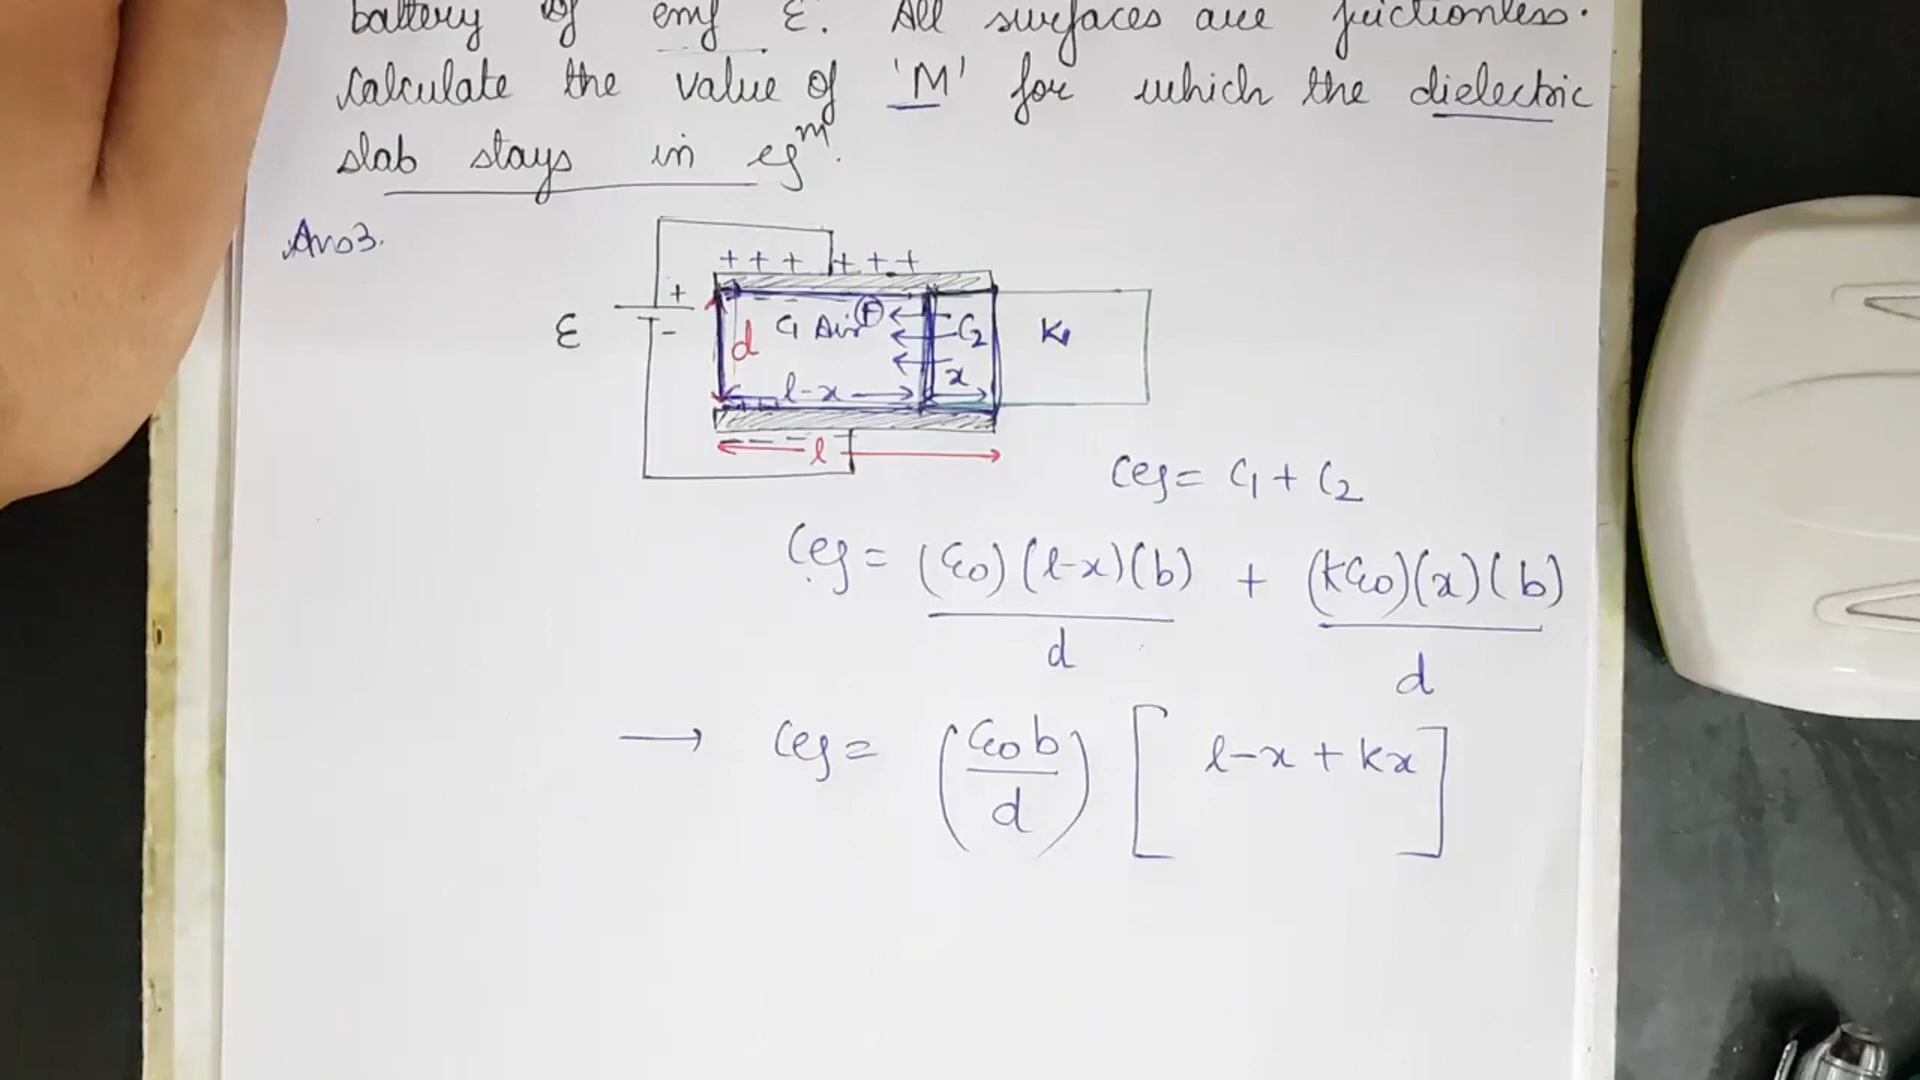 battery of emf ε. All surfaces are frictionless.
Calculate the value of 'M' for which the dielectric
slab stays in eqᵐ.
Ans3.
+ + + + + +
+
-
ε
d
C₁ Air F
C₂
K
l-x
x
- - - -
l
Ceq = C₁ + C₂
Ceq = (ε₀)(l-x)(b)/d + (kε₀)(x)(b)/d
→ Ceq = (ε₀b/d) [l-x+kx]